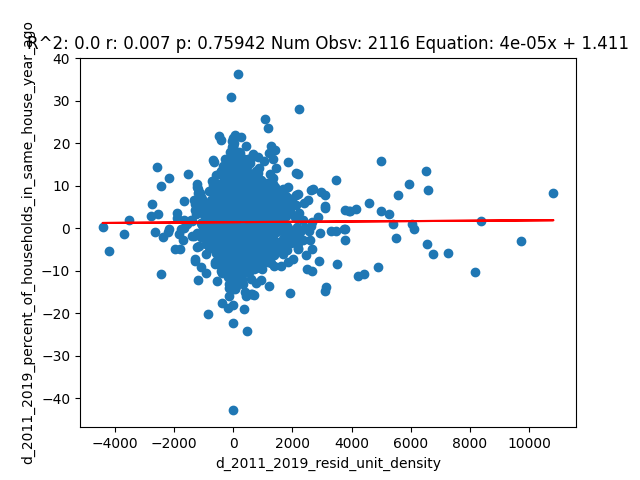 R^2: 0.0 r: 0.007 p: 0.75942 Num Obsv: 2116 Equation: 4e-05x + 1.411
d_2011_2019_percent_of_households_in_same_house_year_ago
40
30
20
10
0
−10
−20
−30
−40
−4000 −2000 0 2000 4000 6000 8000 10000
d_2011_2019_resid_unit_density